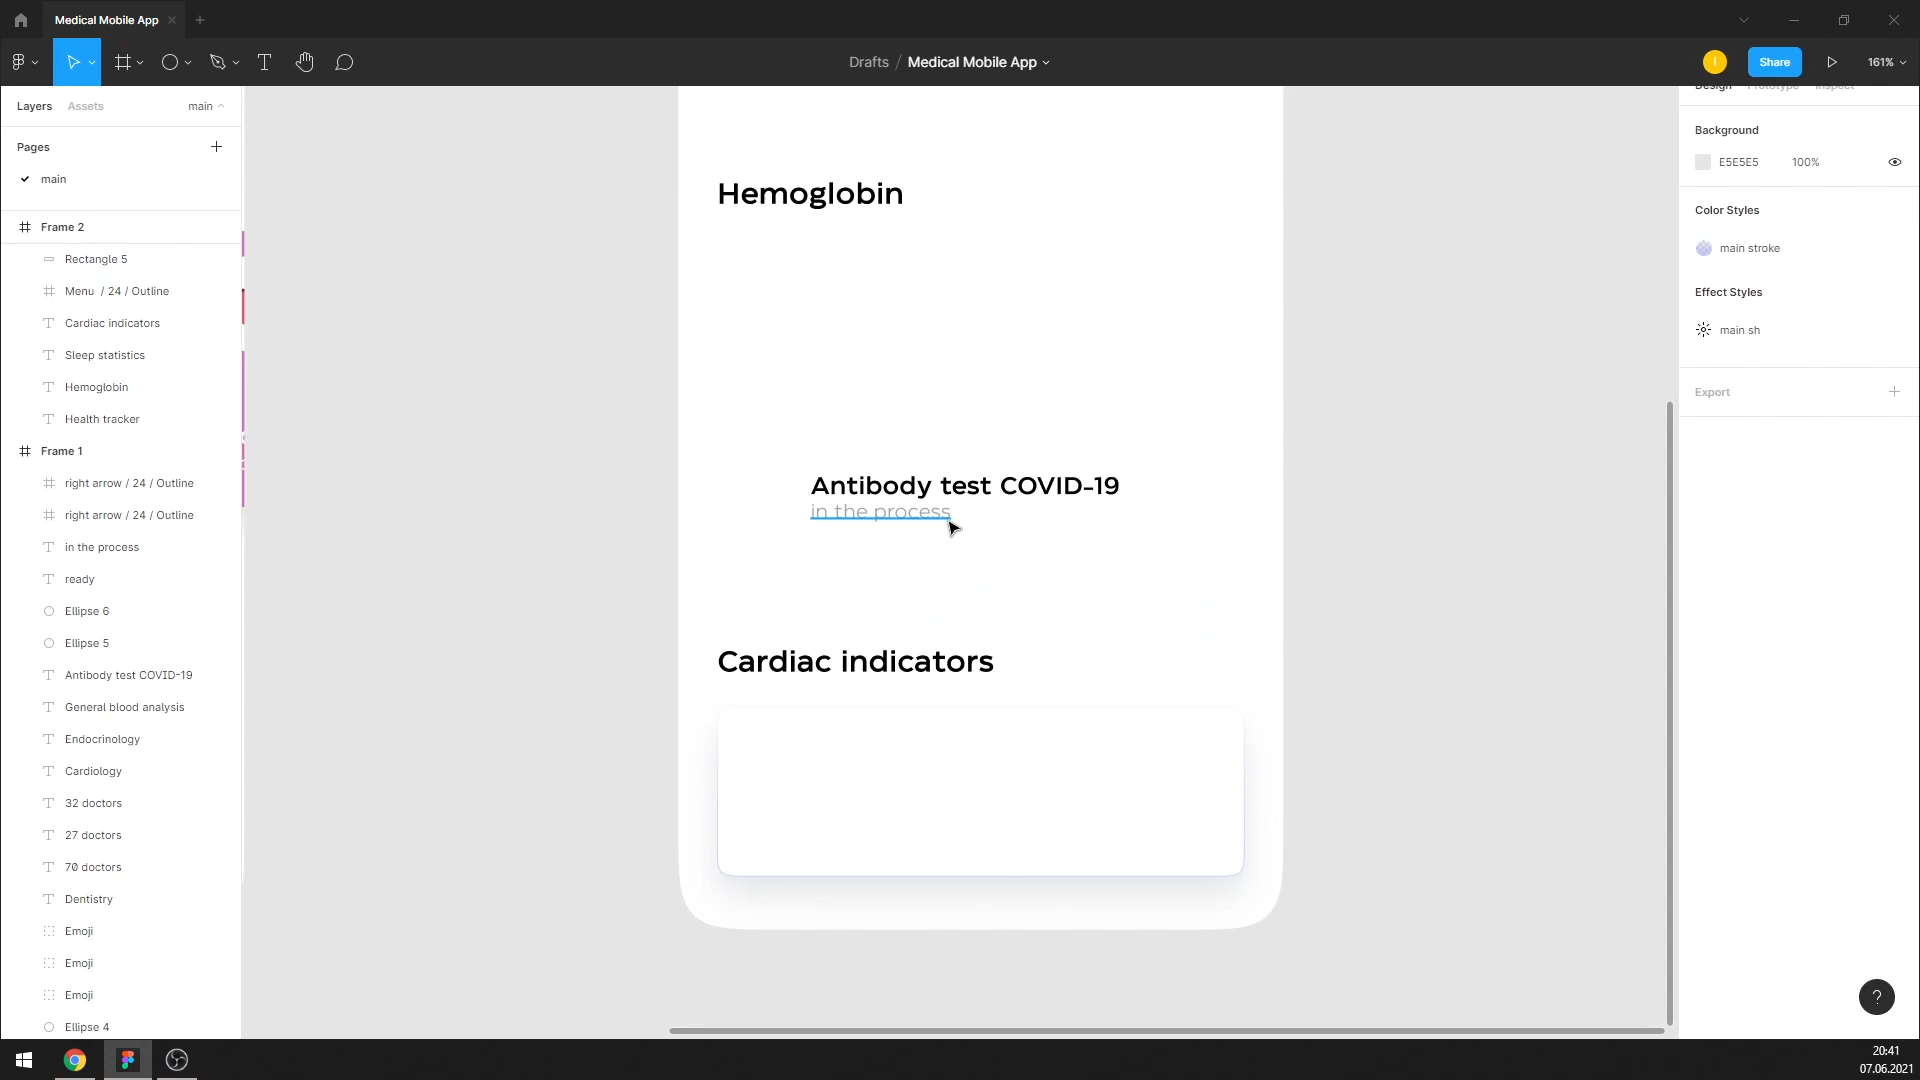 Medical Mobile App
Drafts / Medical Mobile App
I
Share
161%
Layers
Assets
main
Pages
main
Frame 2
Rectangle 5
Menu / 24 / Outline
Cardiac indicators
Sleep statistics
Hemoglobin
Health tracker
Frame 1
right arrow / 24 / Outline
right arrow / 24 / Outline
in the process
ready
Ellipse 6
Ellipse 5
Antibody test COVID-19
General blood analysis
Endocrinology
Cardiology
32 doctors
27 doctors
70 doctors
Dentistry
Emoji
Emoji
Emoji
Ellipse 4
Hemoglobin
Antibody test COVID-19
in the process
Cardiac indicators
Design
Prototype
Inspect
Background
E5E5E5
100%
Color Styles
main stroke
Effect Styles
main sh
Export
?
20:41
07.06.2021